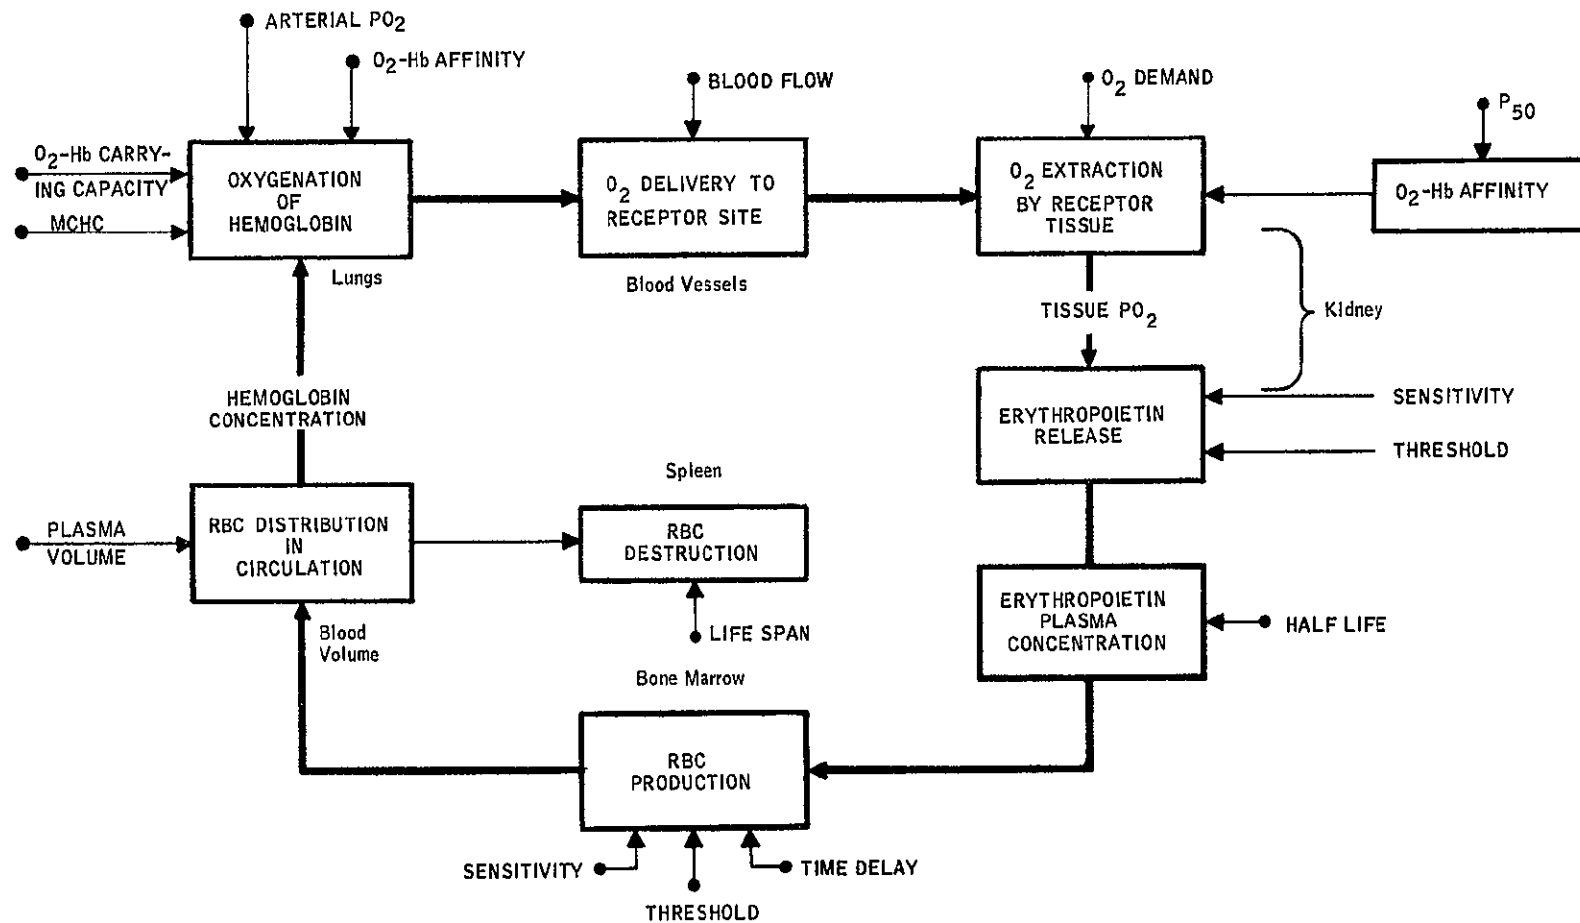 ARTERIAL PO2
O2-Hb AFFINITY
BLOOD FLOW
O2 DEMAND
P50
O2-Hb CARRY-
ING CAPACITY
MCHC
OXYGENATION
OF
HEMOGLOBIN
Lungs
O2 DELIVERY TO
RECEPTOR SITE
Blood Vessels
O2 EXTRACTION
BY RECEPTOR
TISSUE
O2-Hb AFFINITY
TISSUE PO2
Kidney
HEMOGLOBIN
CONCENTRATION
ERYTHROPOIETIN
RELEASE
SENSITIVITY
THRESHOLD
Spleen
PLASMA
VOLUME
RBC DISTRIBUTION
IN
CIRCULATION
RBC
DESTRUCTION
LIFE SPAN
ERYTHROPOIETIN
PLASMA
CONCENTRATION
HALF LIFE
Blood
Volume
Bone Marrow
RBC
PRODUCTION
SENSITIVITY
THRESHOLD
TIME DELAY